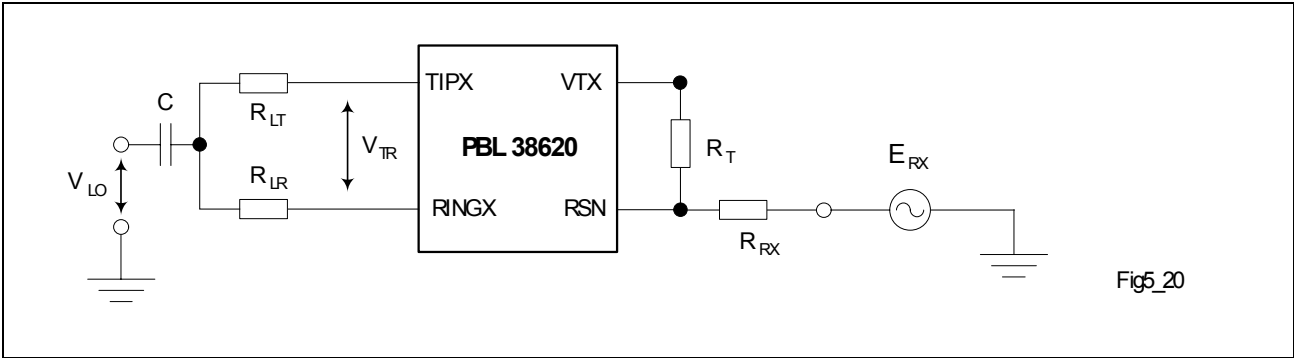 TIPX
VTX
C
R LT
V TR
PBL 38620
R T
E RX
V LO
R LR
RINGX
RSN
R RX
Fig5_20